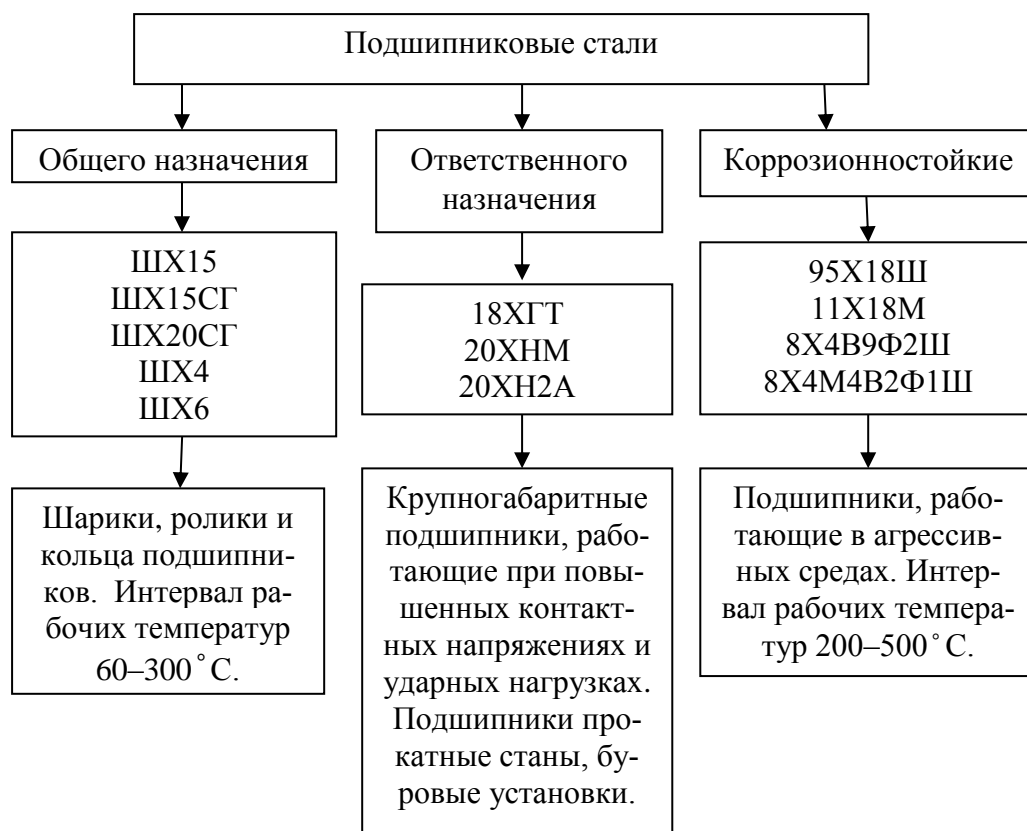 Подшипниковые стали
Общего назначения
Ответственного
назначения
Коррозионностойкие
ШХ15
ШХ15СГ
ШХ20СГ
ШХ4
ШХ6
18ХГТ
20ХНМ
20ХН2А
95Х18Ш
11Х18М
8Х4В9Ф2Ш
8Х4М4В2Ф1Ш
Шарики, ролики и
кольца подшипни-
ков. Интервал ра-
бочих температур
60–300˚С.
Крупногабаритные
подшипники, рабо-
тающие при повы-
шенных контакт-
ных напряжениях и
ударных нагрузках.
Подшипники про-
катные станы, бу-
ровые установки.
Подшипники, рабо-
тающие в агрессив-
ных средах. Интер-
вал рабочих темпера-
тур 200–500˚С.